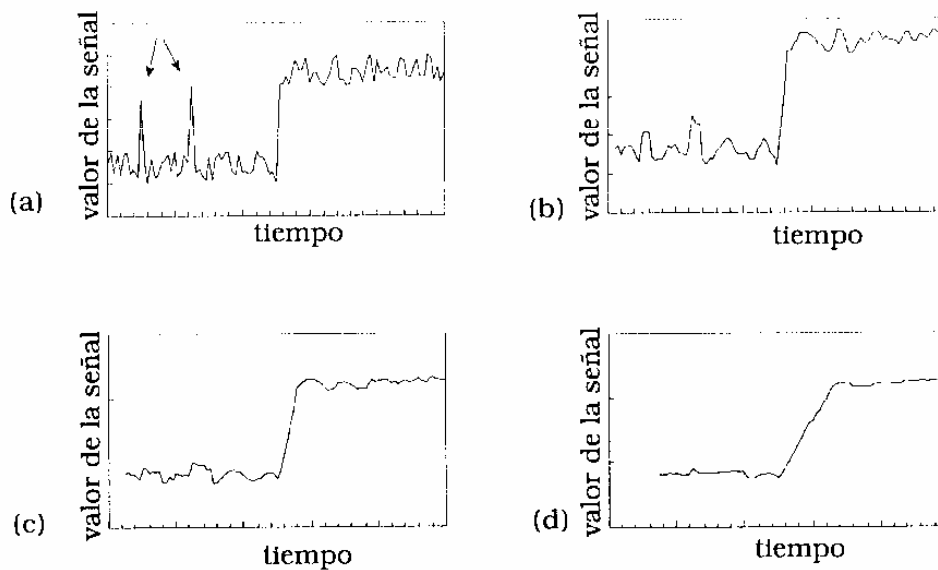 (a)
valor de la señal
tiempo
(b)
valor de la señal
tiempo
(c)
valor de la señal
tiempo
(d)
valor de la señal
tiempo